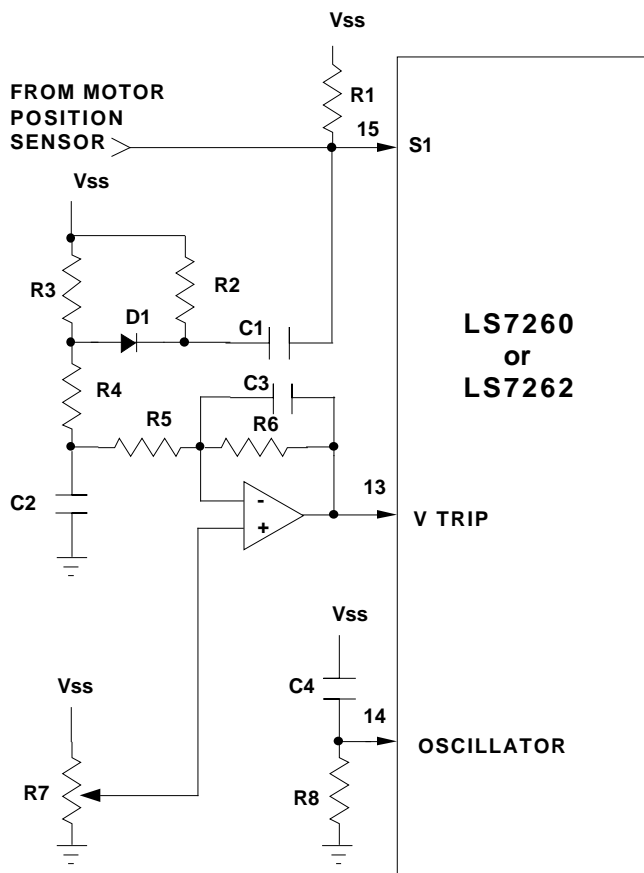 Vss
R1
FROM MOTOR
POSITION
SENSOR
15
S1
Vss
R3
R2
D1
C1
LS7260
or
LS7262
R4
C3
R5
R6
C2
-
+
13
V TRIP
Vss
C4
Vss
14
OSCILLATOR
R7
R8